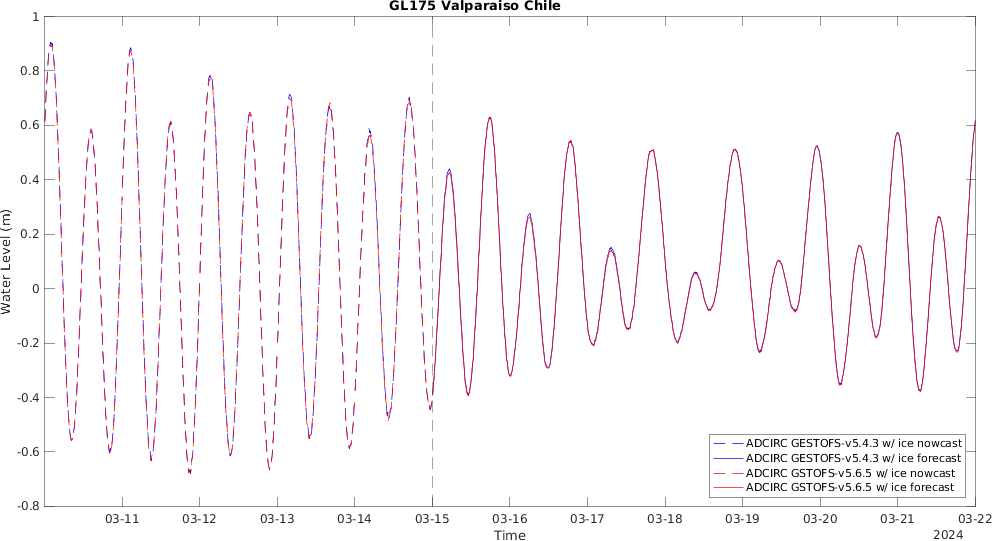 GL175 Valparaiso Chile
1
0.8
0.6
0.4
0.2
0
-0.2
-0.4
-0.6
-0.8
Water Level (m)
03-11 03-12 03-13 03-14 03-15 03-16 03-17 03-18 03-19 03-20 03-21 03-22
Time
2024
ADCIRC GESTOFS-v5.4.3 w/ ice nowcast
ADCIRC GESTOFS-v5.4.3 w/ ice forecast
ADCIRC GSTOFS-v5.6.5 w/ ice nowcast
ADCIRC GSTOFS-v5.6.5 w/ ice forecast